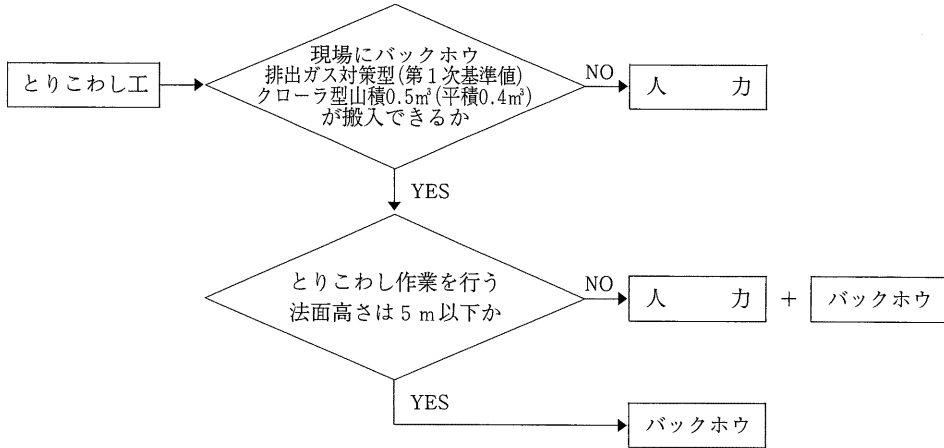 現場にバックホウ
排出ガス対策型(第1次基準値)
クローラ型山積0.5㎥(平積0.4㎥)
が搬入できるか
とりこわし工
NO
人 力
YES
とりこわし作業を行う
法面高さは5m以下か
NO
人 力 + バックホウ
YES
バックホウ